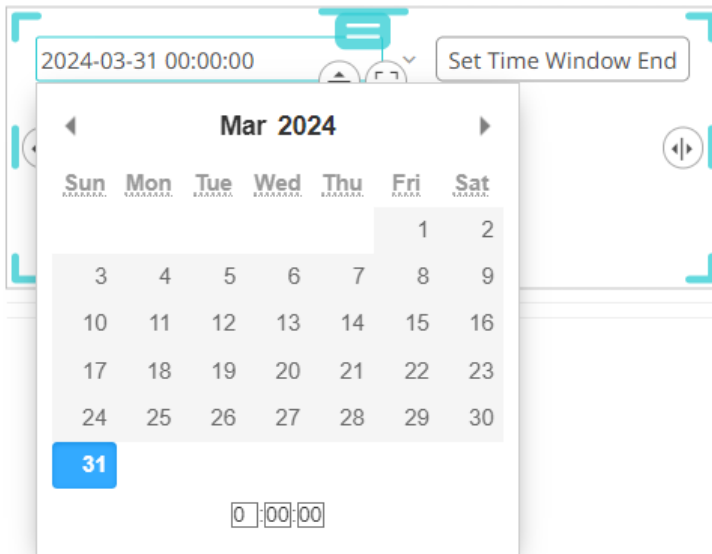 2024-03-31 00:00:00 Set Time Window End
Mar 2024
Sun Mon Tue Wed Thu Fri Sat
1 2
3 4 5 6 7 8 9
10 11 12 13 14 15 16
17 18 19 20 21 22 23
24 25 26 27 28 29 30
31
0 :00:00